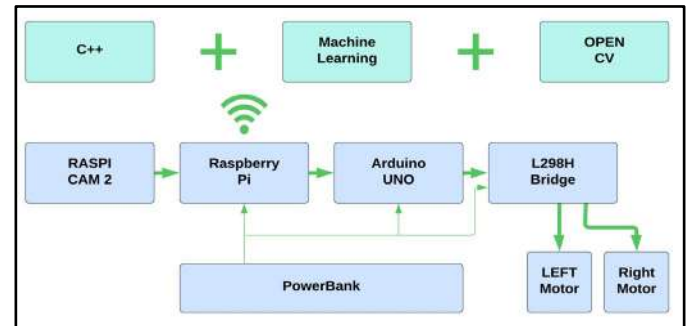 C++
Machine
Learning
OPEN
CV
RASPI
CAM 2
Raspberry
Pi
Arduino
UNO
L298H
Bridge
PowerBank
LEFT
Motor
Right
Motor